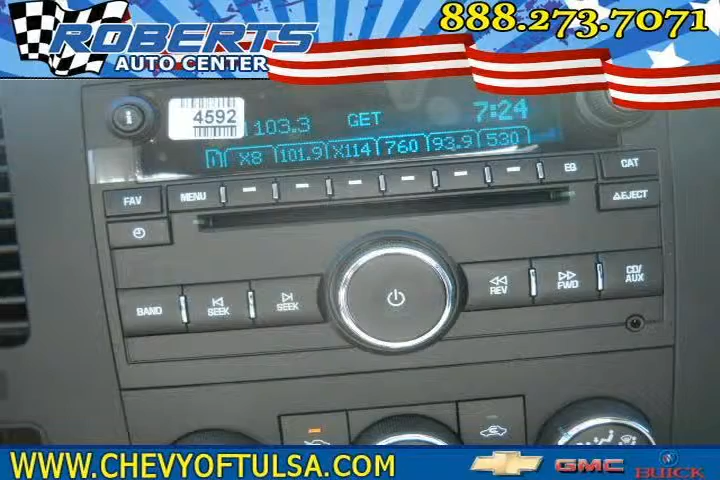 ROBERTS
AUTO CENTER
888.273.7071
4592
103.3 GET 7:24
1 X8 101.9 X114 760 93.9 530
FAV MENU EQ CAT
EJECT
BAND SEEK SEEK REV FWD CD/AUX
WWW.CHEVYOFTULSA.COM
GMC BUICK